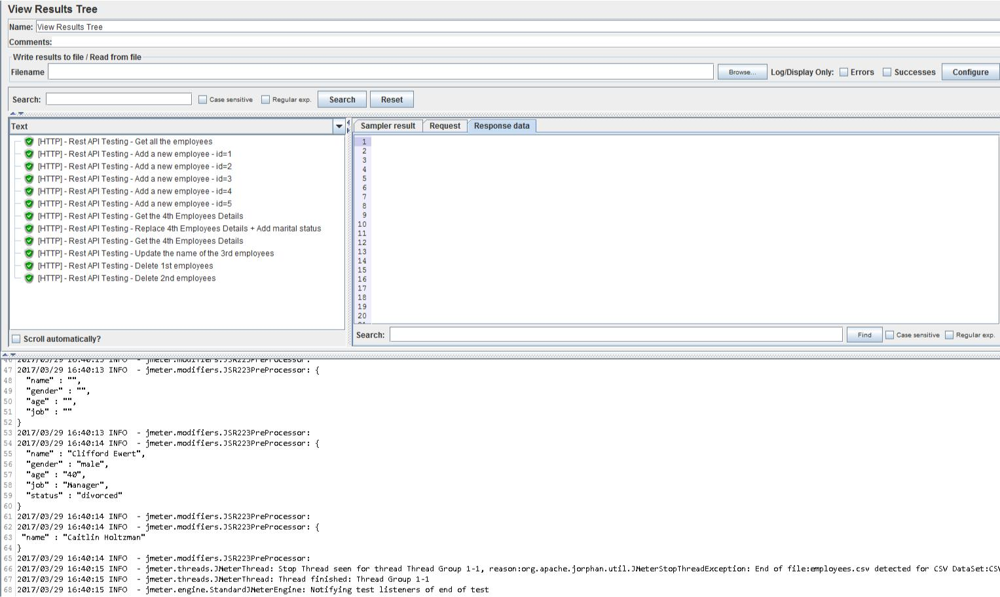 View Results Tree
Name: View Results Tree
Comments:
Write results to file / Read from file
Filename Browse... Log/Display Only: Errors Successes Configure
Search: Case sensitive Regular exp. Search Reset
Text
[HTTP] - Rest API Testing - Get all the employees
[HTTP] - Rest API Testing - Add a new employee - id=1
[HTTP] - Rest API Testing - Add a new employee - id=2
[HTTP] - Rest API Testing - Add a new employee - id=3
[HTTP] - Rest API Testing - Add a new employee - id=4
[HTTP] - Rest API Testing - Add a new employee - id=5
[HTTP] - Rest API Testing - Get the 4th Employees Details
[HTTP] - Rest API Testing - Replace 4th Employees Details + Add marital status
[HTTP] - Rest API Testing - Get the 4th Employees Details
[HTTP] - Rest API Testing - Update the name of the 3rd employees
[HTTP] - Rest API Testing - Delete 1st employees
[HTTP] - Rest API Testing - Delete 2nd employees
Scroll automatically?
Sampler result Request Response data
1
2
3
4
5
6
7
8
9
10
11
12
13
14
15
16
17
18
19
20
Search: Find Case sensitive Regular exp.
46 2017/03/29 16:40:13 INFO - jmeter.modifiers.JSR223PreProcessor:
47 2017/03/29 16:40:13 INFO - jmeter.modifiers.JSR223PreProcessor: {
48 "name" : "",
49 "gender" : "",
50 "age" : "",
51 "job" : ""
52 }
53 2017/03/29 16:40:13 INFO - jmeter.modifiers.JSR223PreProcessor:
54 2017/03/29 16:40:14 INFO - jmeter.modifiers.JSR223PreProcessor: {
55 "name" : "Clifford Ewert",
56 "gender" : "male",
57 "age" : "40",
58 "job" : "Manager",
59 "status" : "divorced"
60 }
61 2017/03/29 16:40:14 INFO - jmeter.modifiers.JSR223PreProcessor:
62 2017/03/29 16:40:14 INFO - jmeter.modifiers.JSR223PreProcessor: {
63 "name" : "Caitlin Holtzman"
64 }
65 2017/03/29 16:40:14 INFO - jmeter.modifiers.JSR223PreProcessor:
66 2017/03/29 16:40:15 INFO - jmeter.threads.JMeterThread: Stop Thread seen for thread Thread Group 1-1, reason:org.apache.jorphan.util.JMeterStopThreadException: End of file:employees.csv detected for CSV DataSet:CSV
67 2017/03/29 16:40:15 INFO - jmeter.threads.JMeterThread: Thread finished: Thread Group 1-1
68 2017/03/29 16:40:15 INFO - jmeter.engine.StandardJMeterEngine: Notifying test listeners of end of test